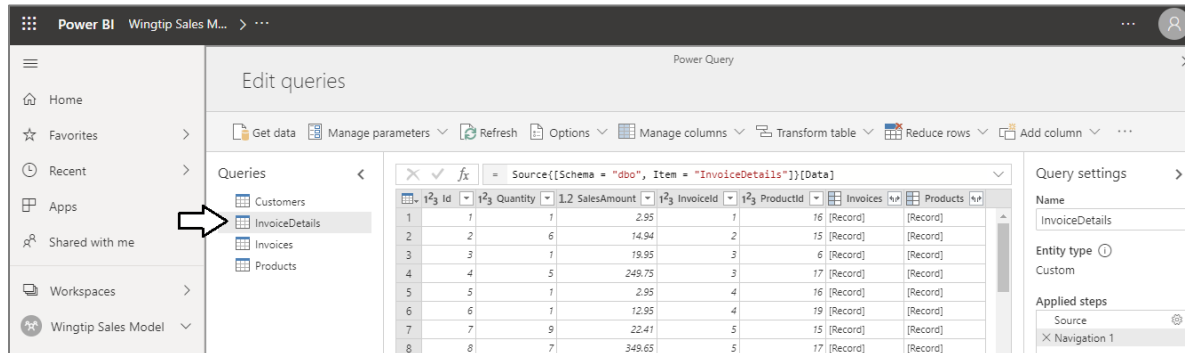 Power BI Wingtip Sales M... > ...
Power Query
Edit queries
Home
Favorites
Recent
Apps
Shared with me
Workspaces
Wingtip Sales Model
Get data Manage parameters Refresh Options Manage columns Transform table Reduce rows Add column ...
Queries
Customers
InvoiceDetails
Invoices
Products
fx = Source{[Schema = "dbo", Item = "InvoiceDetails"]}[Data]
1²3 Id 1²3 Quantity 1.2 SalesAmount 1²3 InvoiceId 1²3 ProductId Invoices Products
1 1 1 2.95 1 16 [Record] [Record]
2 2 6 14.94 2 15 [Record] [Record]
3 3 1 19.95 3 6 [Record] [Record]
4 4 5 249.75 3 17 [Record] [Record]
5 5 1 2.95 4 16 [Record] [Record]
6 6 1 12.95 4 19 [Record] [Record]
7 7 9 22.41 5 15 [Record] [Record]
8 8 7 349.65 5 17 [Record] [Record]
Query settings
Name
InvoiceDetails
Entity type
Custom
Applied steps
Source
Navigation 1